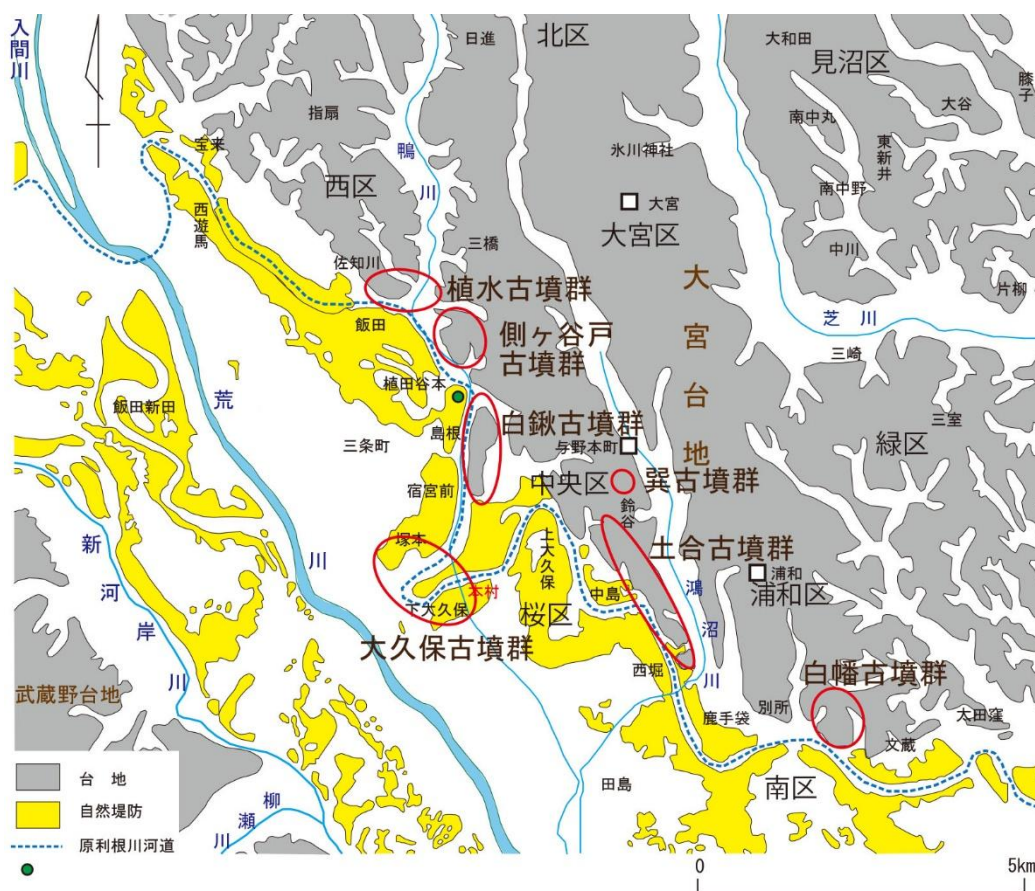 入間川
日進
北区
大和田
見沼区
膝子
指扇
大谷
南中丸
東新井
宝来
鴨川
氷川神社
西区
南中野
大宮
西遊馬
三橋
大宮区
中川
佐知川
大宮台地
片柳
植水古墳群
芝川
飯田
側ヶ谷戸
古墳群
三崎
植田谷本
飯田新田
荒川
白鍬古墳群
三室
島根
緑区
三条町
与野本町
宿宮前
中央区
巽古墳群
鈴谷
新河岸川
塚本
上大久保
土合古墳群
浦和
本村
中島
鴻沼川
浦和区
下大久保
桜区
大久保古墳群
西堀
白幡古墳群
武蔵野台地
鹿手袋
別所
太田窪
文蔵
台地
田島
南区
自然堤防
柳瀬川
原利根川河道
0
5km